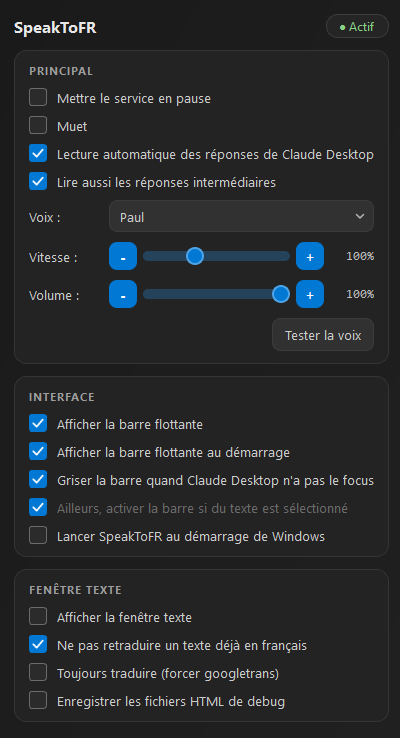 SpeakToFR
● Actif
PRINCIPAL
Mettre le service en pause
Muet
Lecture automatique des réponses de Claude Desktop
Lire aussi les réponses intermédiaires
Voix :
Paul
Vitesse :
-
+
100%
Volume :
-
+
100%
Tester la voix
INTERFACE
Afficher la barre flottante
Afficher la barre flottante au démarrage
Griser la barre quand Claude Desktop n'a pas le focus
Ailleurs, activer la barre si du texte est sélectionné
Lancer SpeakToFR au démarrage de Windows
FENÊTRE TEXTE
Afficher la fenêtre texte
Ne pas retraduire un texte déjà en français
Toujours traduire (forcer googletrans)
Enregistrer les fichiers HTML de debug